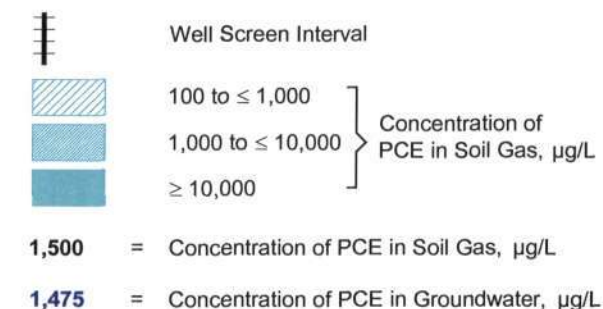 Well Screen Interval
100 to ≤ 1,000
1,000 to ≤ 10,000
≥ 10,000
Concentration of
PCE in Soil Gas, µg/L
1,500 = Concentration of PCE in Soil Gas, µg/L
1,475 = Concentration of PCE in Groundwater, µg/L